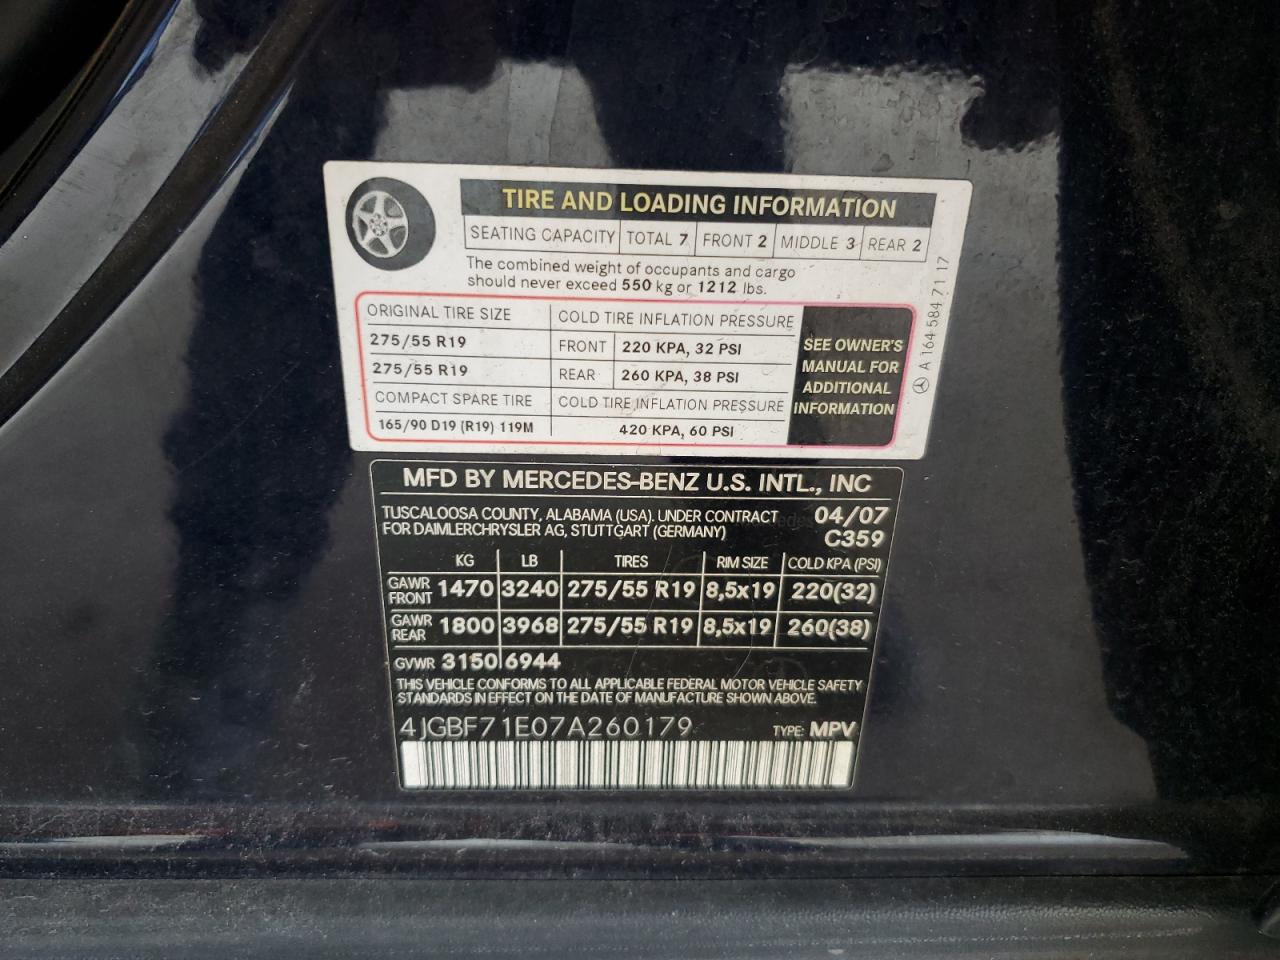 TIRE AND LOADING INFORMATION
SEATING CAPACITY TOTAL 7 FRONT 2 MIDDLE 3 REAR 2
The combined weight of occupants and cargo
should never exceed 550 kg or 1212 lbs.
ORIGINAL TIRE SIZE COLD TIRE INFLATION PRESSURE
275/55 R19 FRONT 220 KPA, 32 PSI
275/55 R19 REAR 260 KPA, 38 PSI
COMPACT SPARE TIRE COLD TIRE INFLATION PRESSURE
165/90 D19 (R19) 119M 420 KPA, 60 PSI
SEE OWNER'S
MANUAL FOR
ADDITIONAL
INFORMATION
A 164 584 71 17
MFD BY MERCEDES-BENZ U.S. INTL., INC
TUSCALOOSA COUNTY, ALABAMA (USA). UNDER CONTRACT 04/07
FOR DAIMLERCHRYSLER AG, STUTTGART (GERMANY) C359
KG LB TIRES RIM SIZE COLD KPA (PSI)
GAWR FRONT 1470 3240 275/55 R19 8,5x19 220(32)
GAWR REAR 1800 3968 275/55 R19 8,5x19 260(38)
GVWR 3150 6944
THIS VEHICLE CONFORMS TO ALL APPLICABLE FEDERAL MOTOR VEHICLE SAFETY
STANDARDS IN EFFECT ON THE DATE OF MANUFACTURE SHOWN ABOVE.
4JGBF71E07A260179 TYPE: MPV